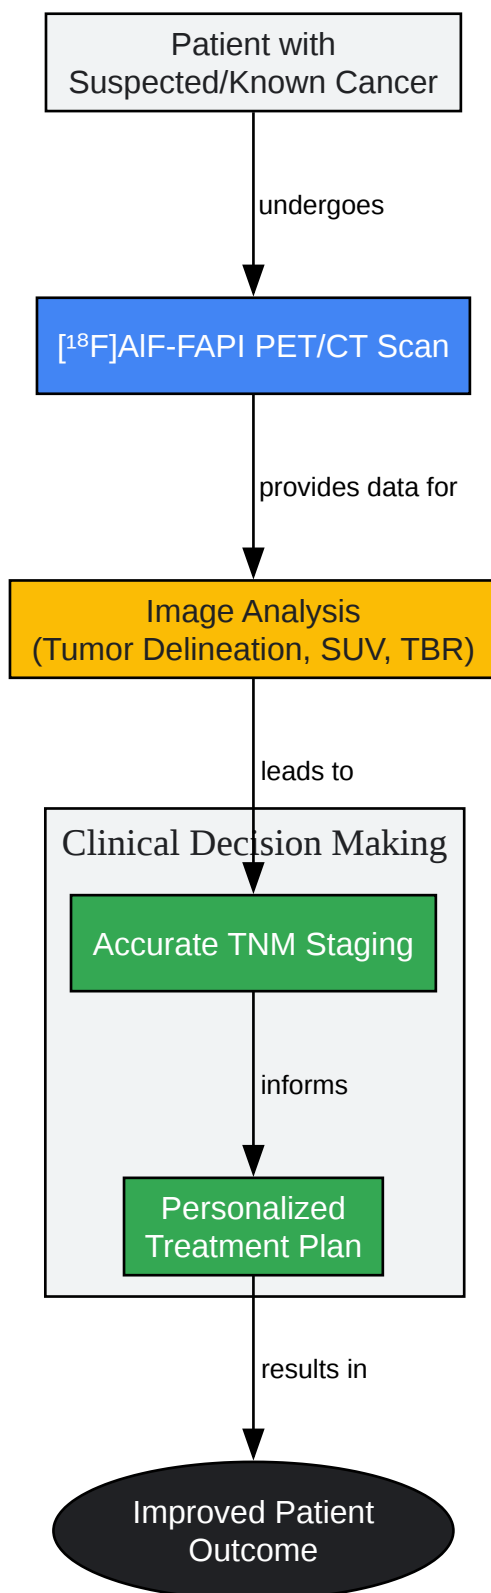 Patient with
Suspected/Known Cancer
undergoes
[¹⁸F]AlF-FAPI PET/CT Scan
provides data for
Image Analysis
(Tumor Delineation, SUV, TBR)
leads to
Clinical Decision Making
Accurate TNM Staging
informs
Personalized
Treatment Plan
results in
Improved Patient
Outcome